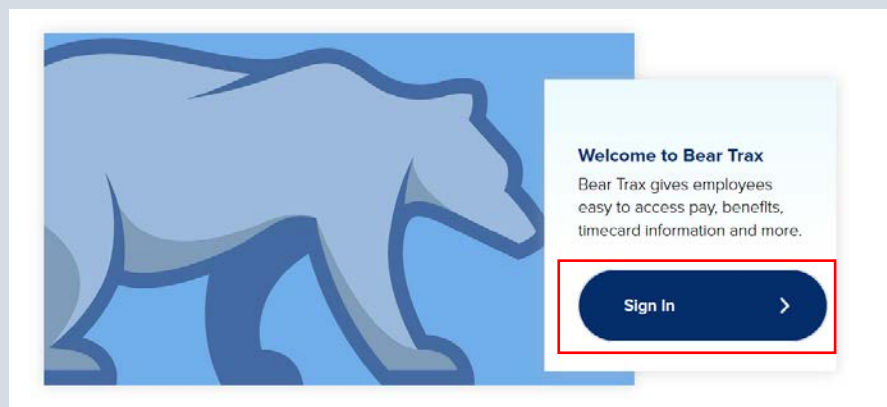 Welcome to Bear Trax
Bear Trax gives employees
easy to access pay, benefits,
timecard information and more.
Sign In